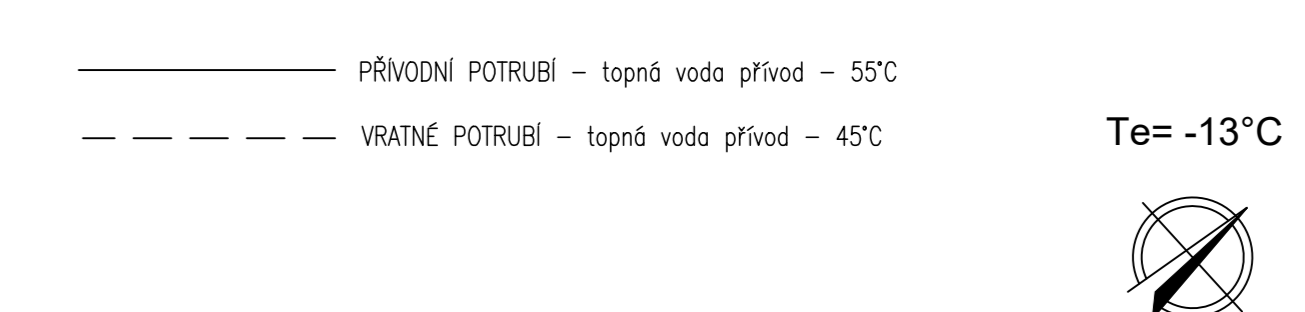 PŘÍVODNÍ POTRUBÍ – topná voda přívod – 55°C
VRATNÉ POTRUBÍ – topná voda přívod – 45°C
Te= -13°C